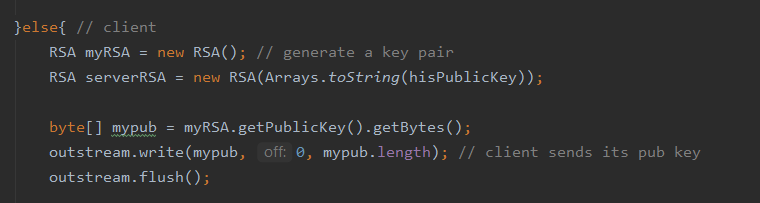 }else{ // client
RSA myRSA = new RSA(); // generate a key pair
RSA serverRSA = new RSA(Arrays.toString(hisPublicKey));
byte[] mypub = myRSA.getPublicKey().getBytes();
outstream.write(mypub, off: 0, mypub.length); // client sends its pub key
outstream.flush();